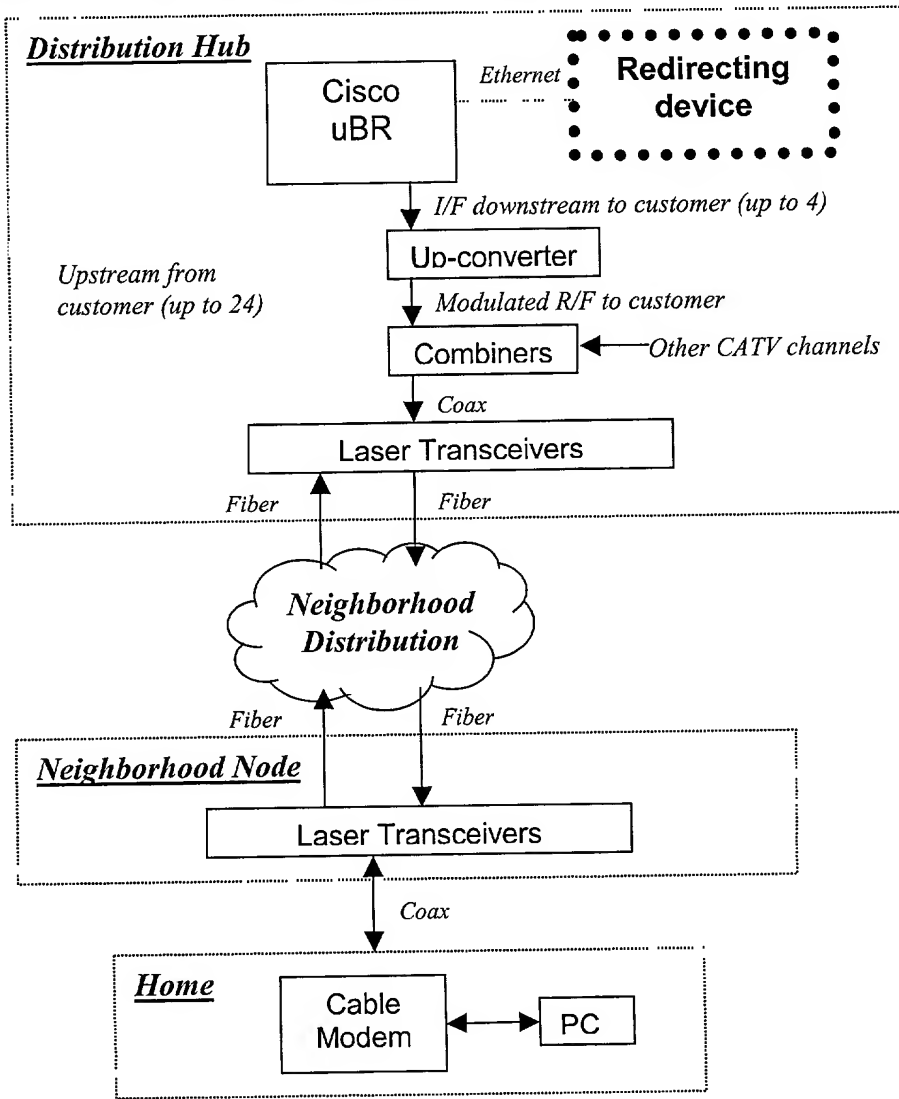 Distribution Hub
Cisco
uBR
Ethernet
Redirecting
device
I/F downstream to customer (up to 4)
Up-converter
Upstream from
customer (up to 24)
Modulated R/F to customer
Combiners
Other CATV channels
Coax
Laser Transceivers
Fiber
Fiber
Neighborhood
Distribution
Fiber
Fiber
Neighborhood Node
Laser Transceivers
Coax
Home
Cable
Modem
PC